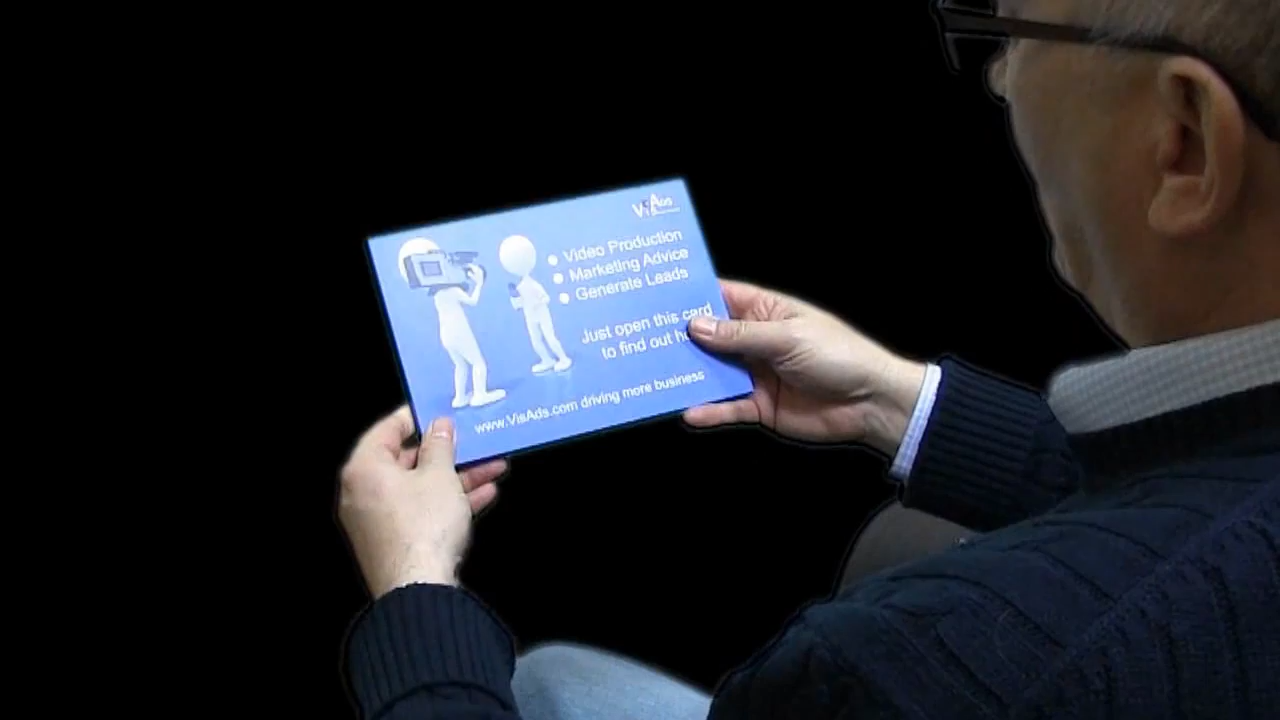 VisAds
• Video Production
• Marketing Advice
• Generate Leads
Just open this card
to find out
www.VisAds.com driving more business